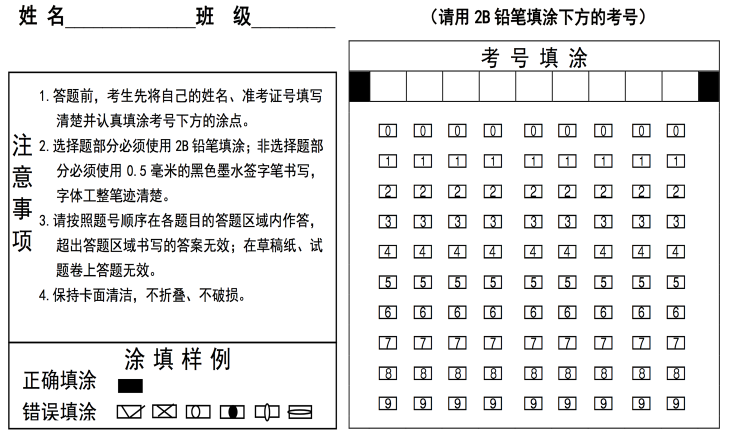 姓 名____________班 级________
（请用 2B 铅笔填涂下方的考号）
注意事项
1. 答题前，考生先将自己的姓名、准考证号填写
清楚并认真填涂考号下方的涂点。
2. 选择题部分必须使用 2B 铅笔填涂；非选择题部
分必须使用 0.5 毫米的黑色墨水签字笔书写，
字体工整笔迹清楚。
3. 请按照题号顺序在各题目的答题区域内作答，
超出答题区域书写的答案无效；在草稿纸、试
题卷上答题无效。
4. 保持卡面清洁，不折叠、不破损。
涂 填 样 例
正确填涂
错误填涂
考 号 填 涂
0 0 0 0 0 0 0 0 0
1 1 1 1 1 1 1 1 1
2 2 2 2 2 2 2 2 2
3 3 3 3 3 3 3 3 3
4 4 4 4 4 4 4 4 4
5 5 5 5 5 5 5 5 5
6 6 6 6 6 6 6 6 6
7 7 7 7 7 7 7 7 7
8 8 8 8 8 8 8 8 8
9 9 9 9 9 9 9 9 9